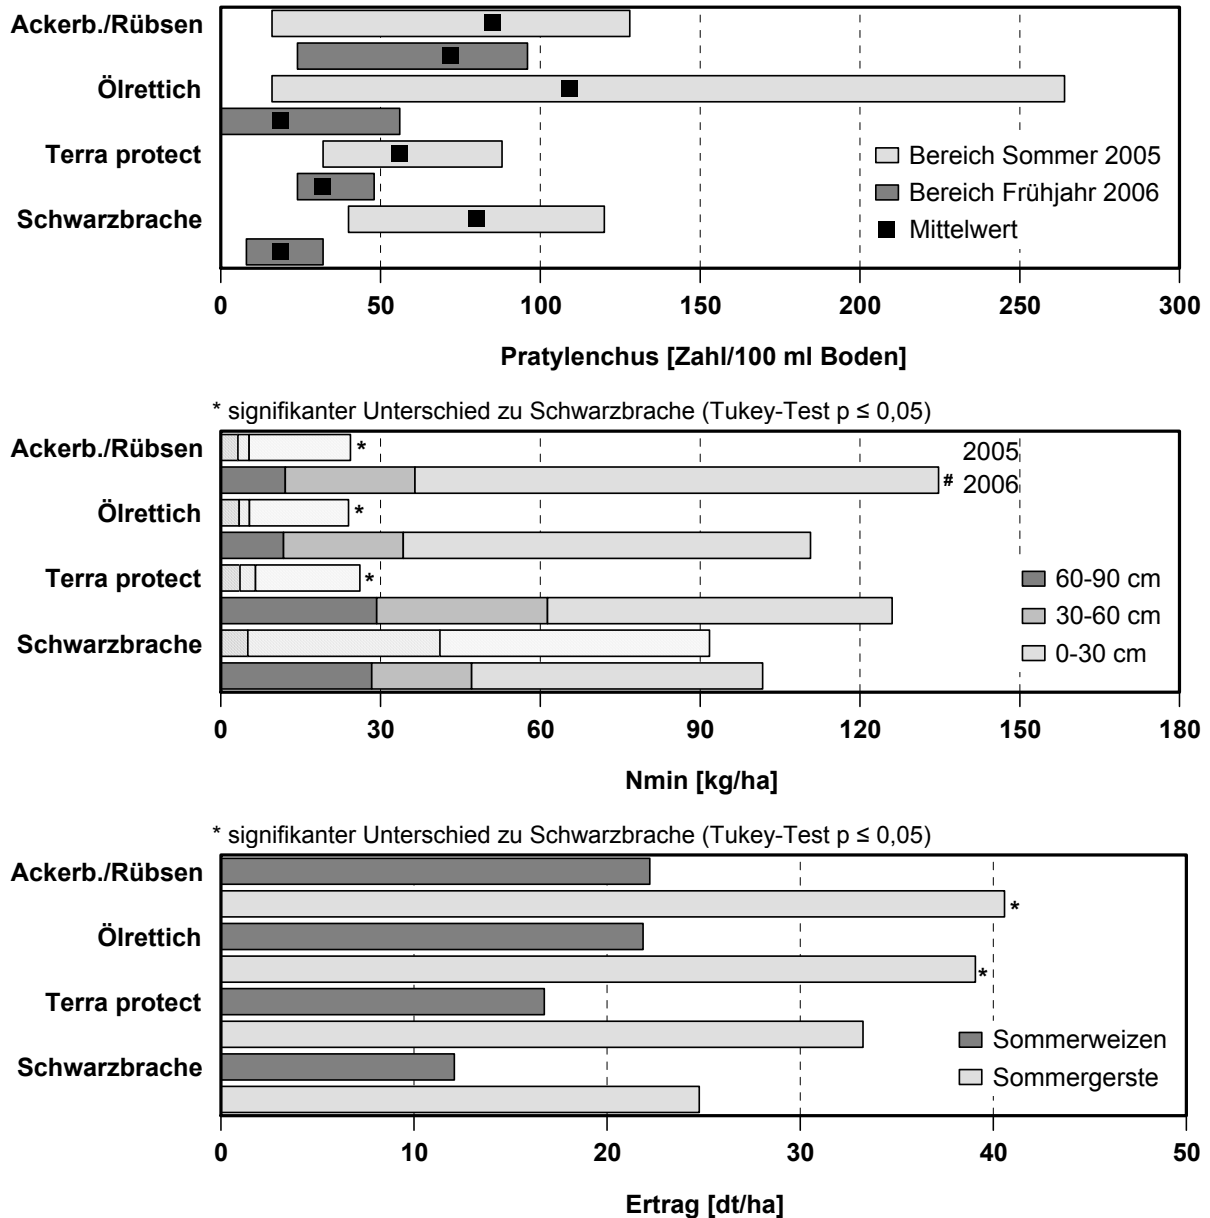 Ackerb./Rübsen
Ölrettich
Terra protect
Schwarzbrache
Bereich Sommer 2005
Bereich Frühjahr 2006
Mittelwert
0 50 100 150 200 250 300
Pratylenchus [Zahl/100 ml Boden]
* signifikanter Unterschied zu Schwarzbrache (Tukey-Test p ≤ 0,05)
Ackerb./Rübsen
* 2005
# 2006
Ölrettich
*
Terra protect
*
Schwarzbrache
60-90 cm
30-60 cm
0-30 cm
0 30 60 90 120 150 180
Nmin [kg/ha]
* signifikanter Unterschied zu Schwarzbrache (Tukey-Test p ≤ 0,05)
Ackerb./Rübsen
*
Ölrettich
*
Terra protect
Schwarzbrache
Sommerweizen
Sommergerste
0 10 20 30 40 50
Ertrag [dt/ha]